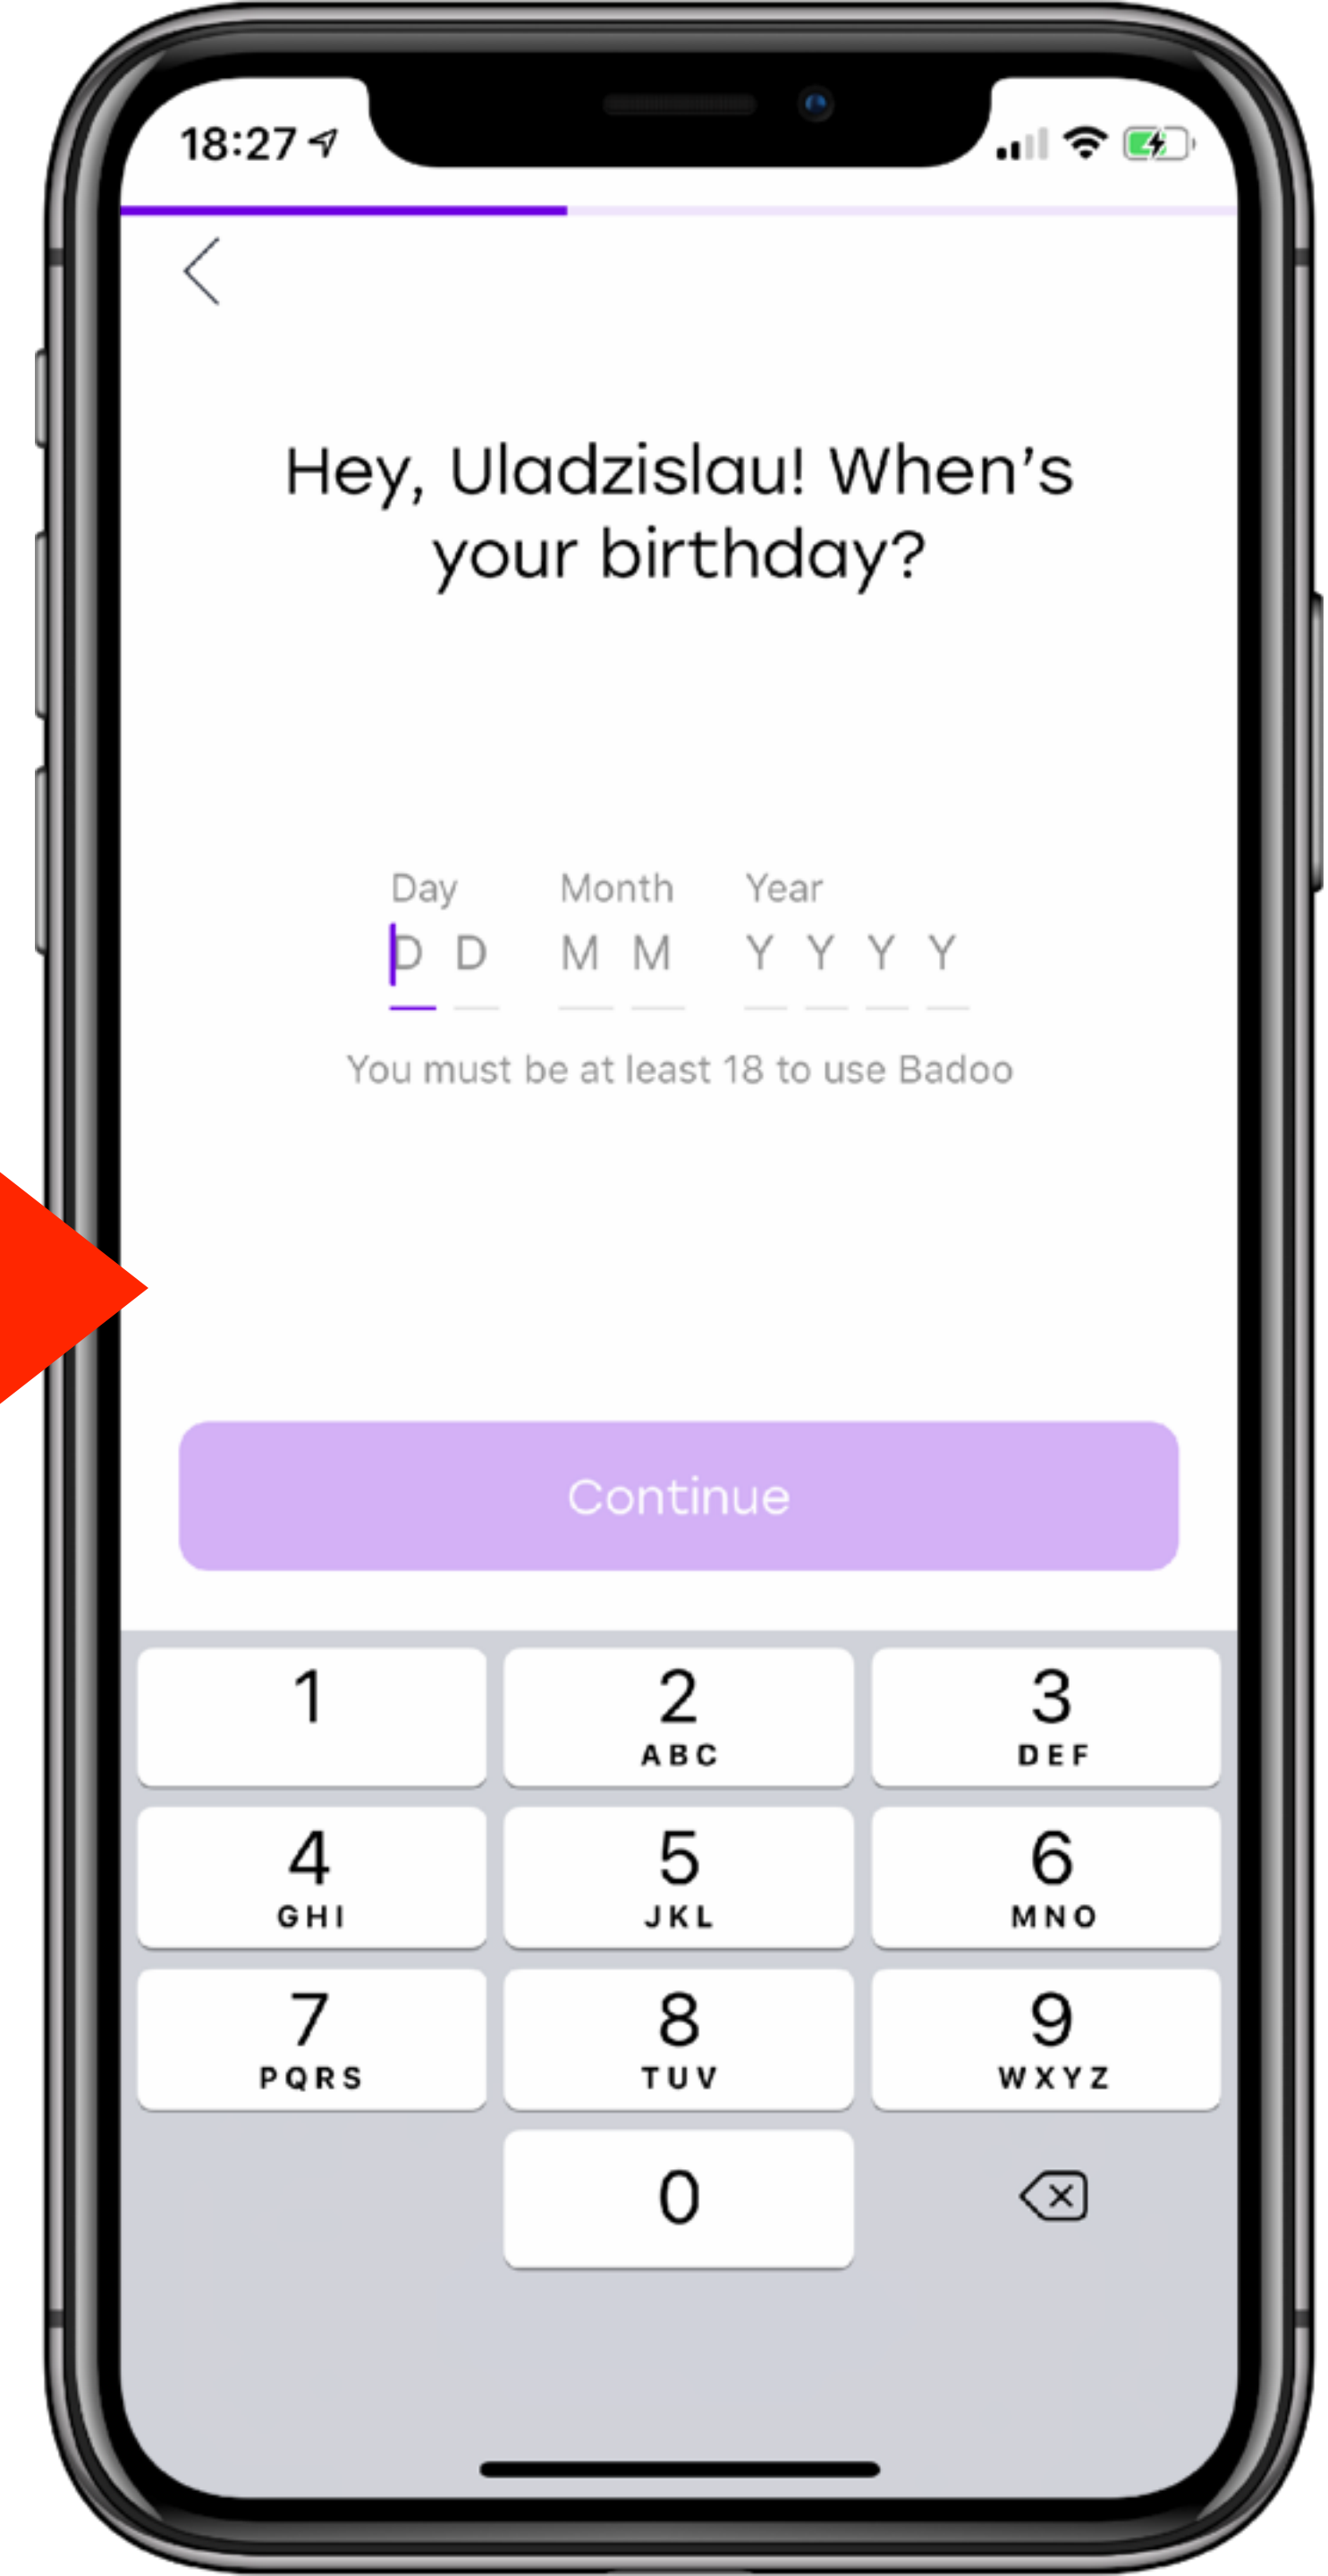 18:27
Hey, Uladzislau! When's
your birthday?
Day Month Year
D D M M Y Y Y Y
You must be at least 18 to use Badoo
Continue
1 2 3
ABC DEF
4 5 6
GHI JKL MNO
7 8 9
PQRS TUV WXYZ
0